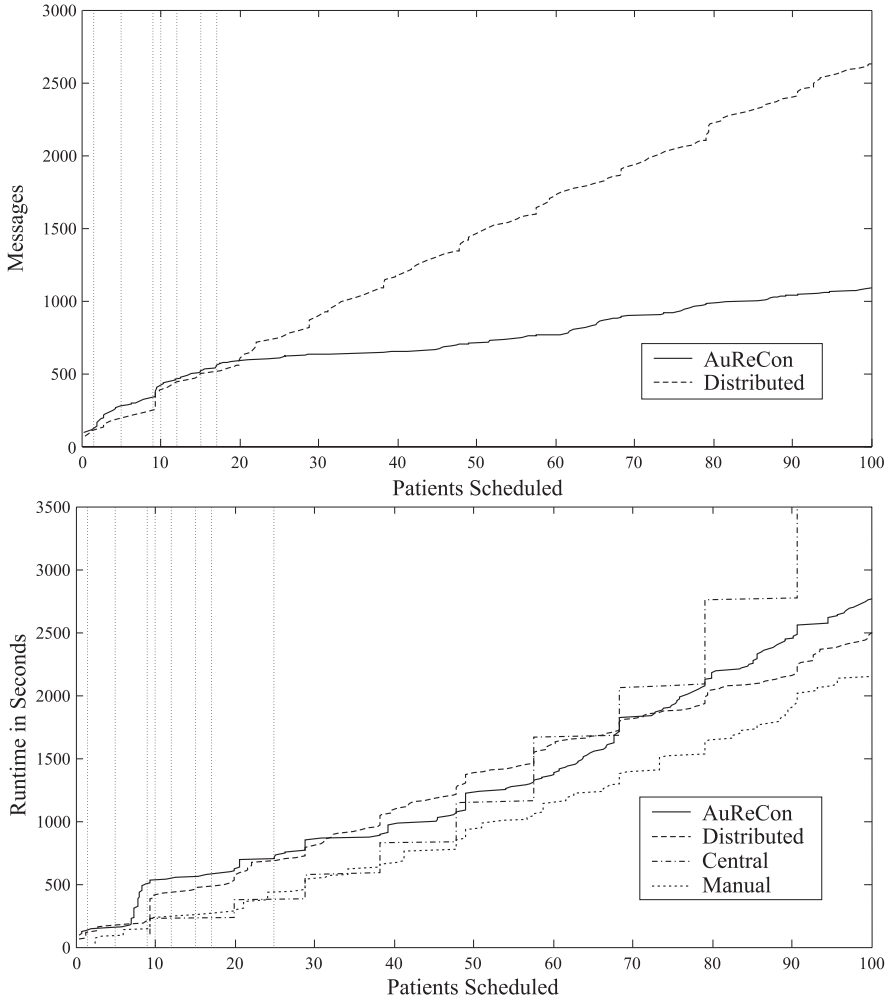 3000
2500
2000
1500
1000
500
0
Messages
AuReCon
Distributed
0 10 20 30 40 50 60 70 80 90 100
Patients Scheduled
3500
3000
2500
2000
1500
1000
500
0
Runtime in Seconds
AuReCon
Distributed
Central
Manual
0 10 20 30 40 50 60 70 80 90 100
Patients Scheduled